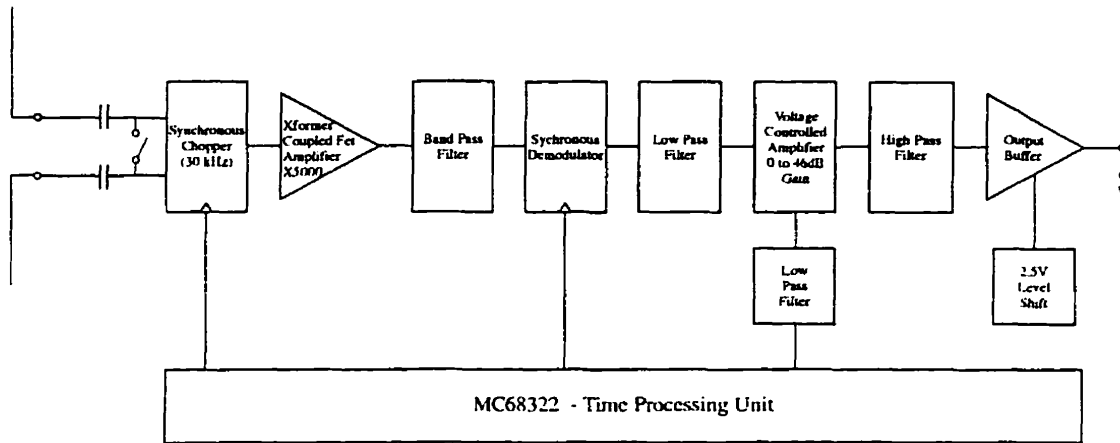 Synchronous
Chopper
(30 kHz)
Xformer
Coupled Fet
Amplifier
X5000
Band Pass
Filter
Sychronous
Demodulator
Low Pass
Filter
Voltage
Controlled
Amplifier
0 to 46dB
Gain
High Pass
Filter
Output
Buffer
Low
Pass
Filter
2.5V
Level
Shift
MC68322 - Time Processing Unit